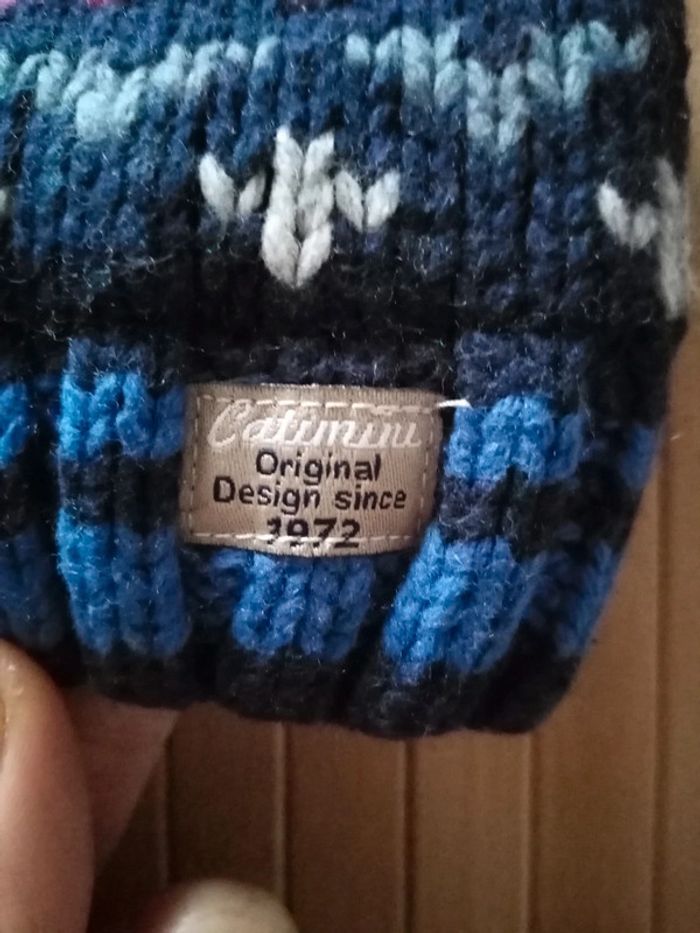 Catimini
Original
Design since
1972